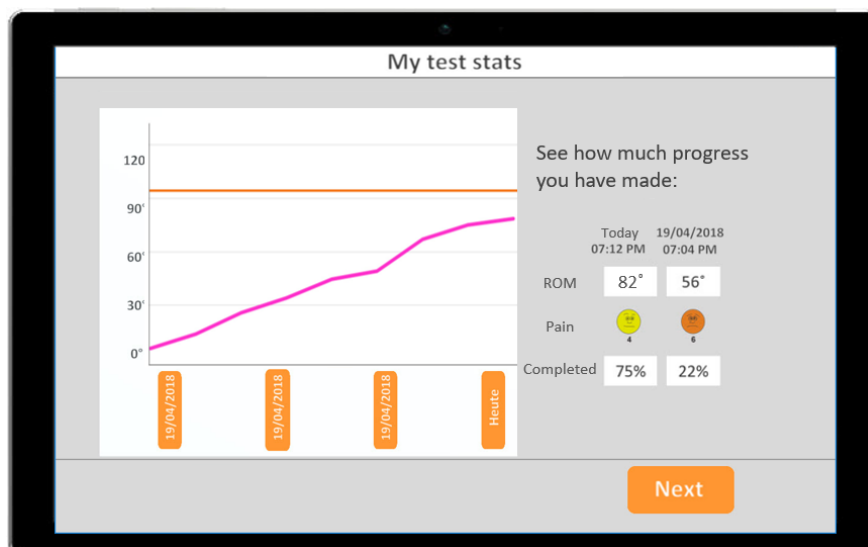 My test stats
120
90'
60'
30'
0°
19/04/2018
19/04/2018
19/04/2018
Heute
See how much progress
you have made:
Today 19/04/2018
07:12 PM 07:04 PM
ROM 82° 56°
Pain
4 6
Completed 75% 22%
Next